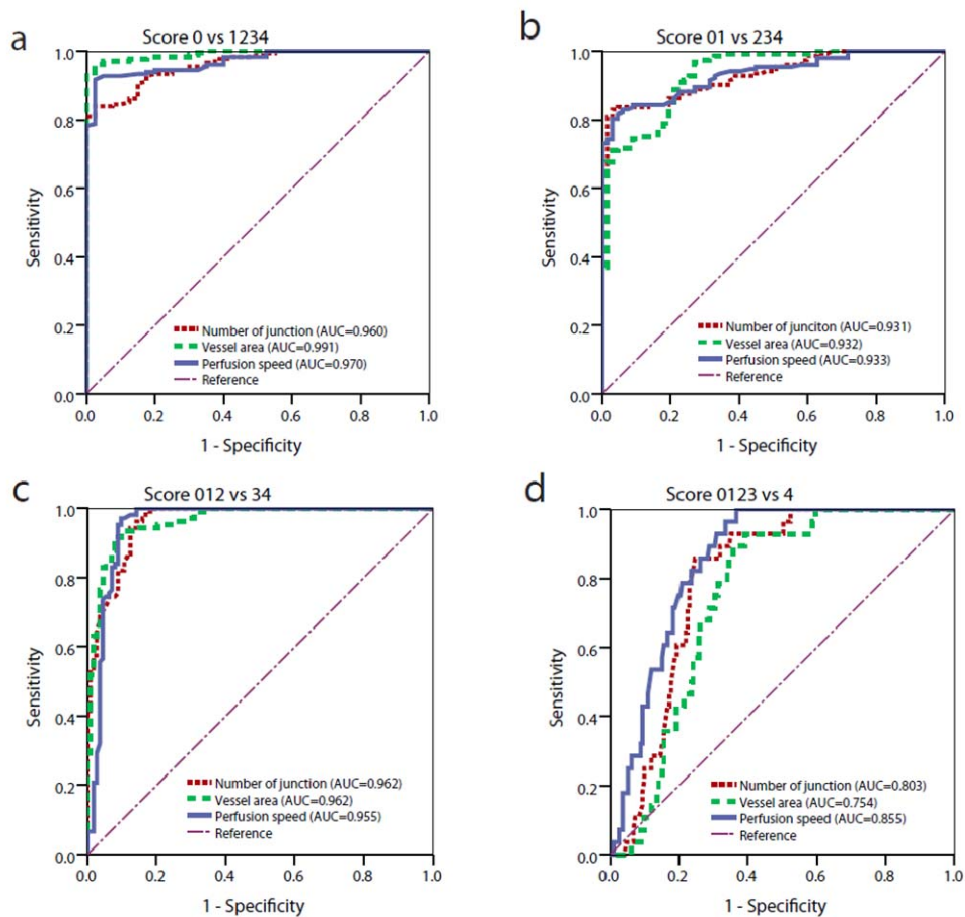 a
Score 0 vs 1234
1.0
0.8
0.6
0.4
0.2
0.0
Sensitivity
Number of junction (AUC=0.960)
Vessel area (AUC=0.991)
Perfusion speed (AUC=0.970)
Reference
0.0 0.2 0.4 0.6 0.8 1.0
1 - Specificity
b
Score 01 vs 234
1.0
0.8
0.6
0.4
0.2
0.0
Sensitivity
Number of junciton (AUC=0.931)
Vessel area (AUC=0.932)
Perfusion speed (AUC=0.933)
Reference
0.0 0.2 0.4 0.6 0.8 1.0
1 - Specificity
c
Score 012 vs 34
1.0
0.8
0.6
0.4
0.2
0.0
Sensitivity
Number of junction (AUC=0.962)
Vessel area (AUC=0.962)
Perfusion speed (AUC=0.955)
Reference
0.0 0.2 0.4 0.6 0.8 1.0
1 - Specificity
d
Score 0123 vs 4
1.0
0.8
0.6
0.4
0.2
0.0
Sensitivity
Number of junction (AUC=0.803)
Vessel area (AUC=0.754)
Perfusion speed (AUC=0.855)
Reference
0.0 0.2 0.4 0.6 0.8 1.0
1 - Specificity